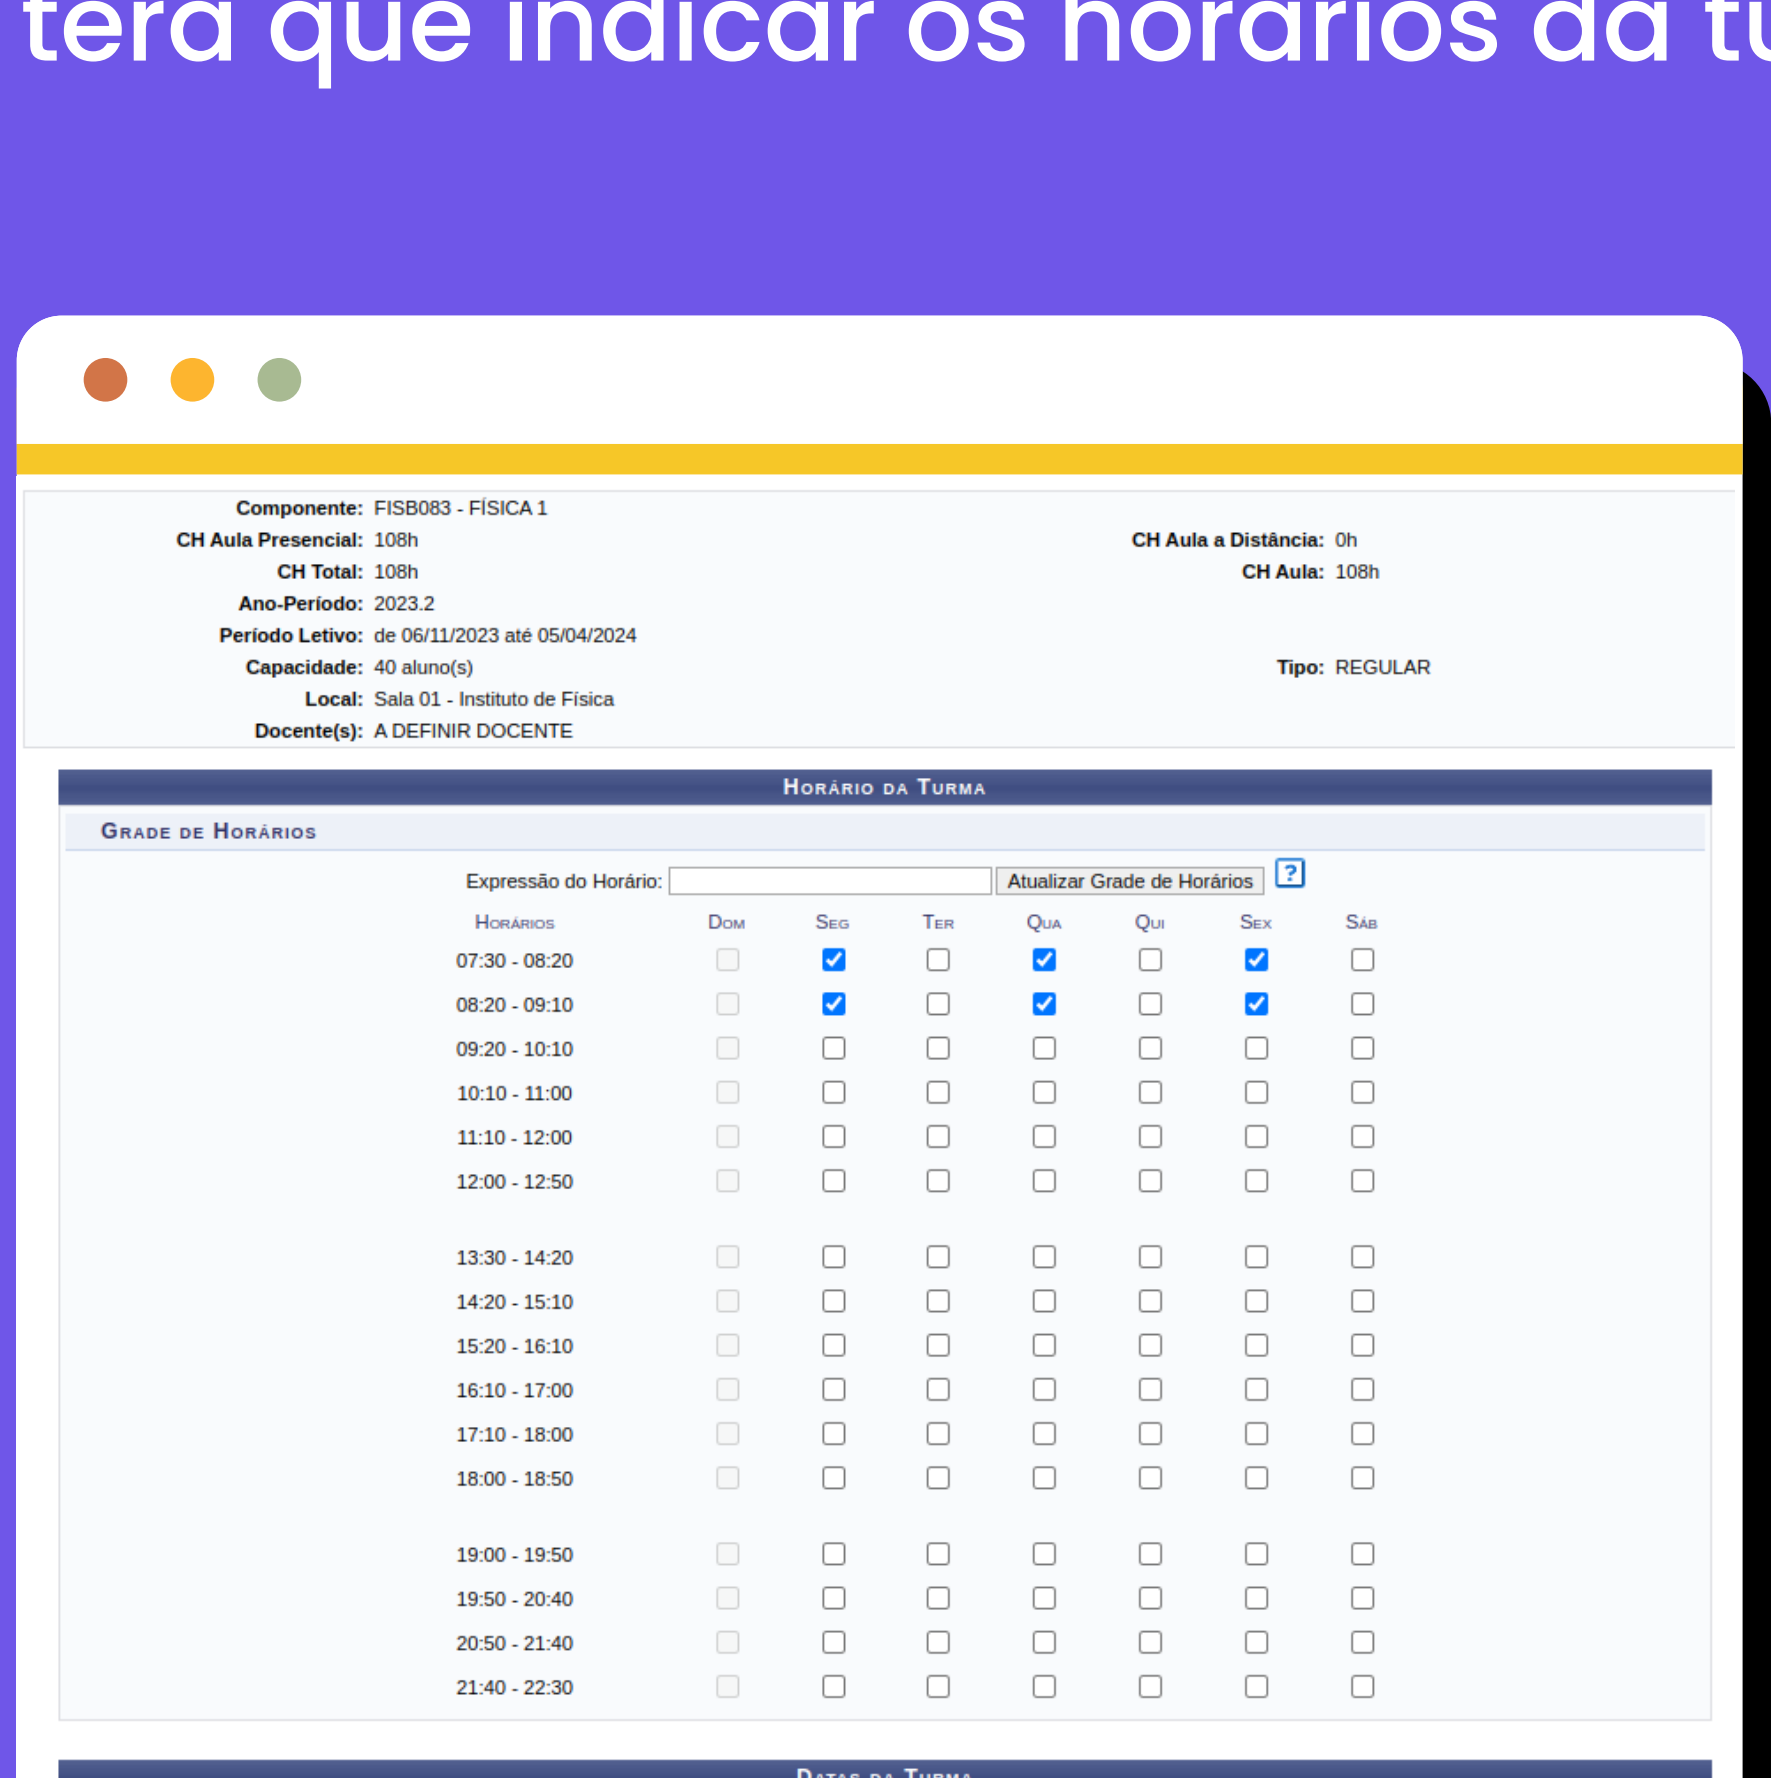 terá que indicar os horários da tu
Componente: FISB083 - FÍSICA 1
CH Aula Presencial: 108h CH Aula a Distância: 0h
CH Total: 108h CH Aula: 108h
Ano-Período: 2023.2
Período Letivo: de 06/11/2023 até 05/04/2024
Capacidade: 40 aluno(s) Tipo: REGULAR
Local: Sala 01 - Instituto de Física
Docente(s): A DEFINIR DOCENTE
Horário da Turma
Grade de Horários
Expressão do Horário: Atualizar Grade de Horários ?
Horários Dom Seg Ter Qua Qui Sex Sáb
07:30 - 08:20
08:20 - 09:10
09:20 - 10:10
10:10 - 11:00
11:10 - 12:00
12:00 - 12:50
13:30 - 14:20
14:20 - 15:10
15:20 - 16:10
16:10 - 17:00
17:10 - 18:00
18:00 - 18:50
19:00 - 19:50
19:50 - 20:40
20:50 - 21:40
21:40 - 22:30
Datas da Turma